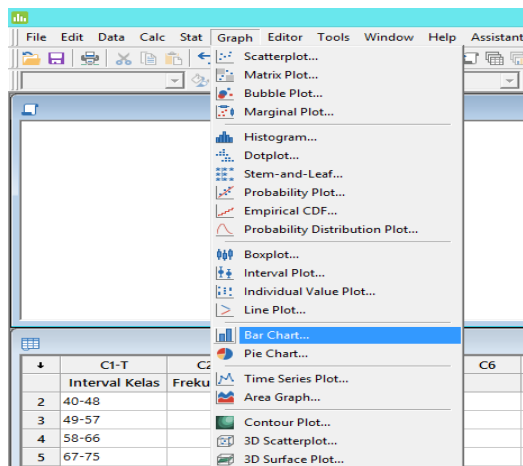 File Edit Data Calc Stat Graph Editor Tools Window Help Assistant
Scatterplot...
Matrix Plot...
Bubble Plot...
Marginal Plot...
Histogram...
Dotplot...
Stem-and-Leaf...
Probability Plot...
Empirical CDF...
Probability Distribution Plot...
Boxplot...
Interval Plot...
Individual Value Plot...
Line Plot...
Bar Chart...
Pie Chart...
Time Series Plot...
Area Graph...
Contour Plot...
3D Scatterplot...
3D Surface Plot...
C1-T C2 C6
Interval Kelas Freku
2 40-48
3 49-57
4 58-66
5 67-75